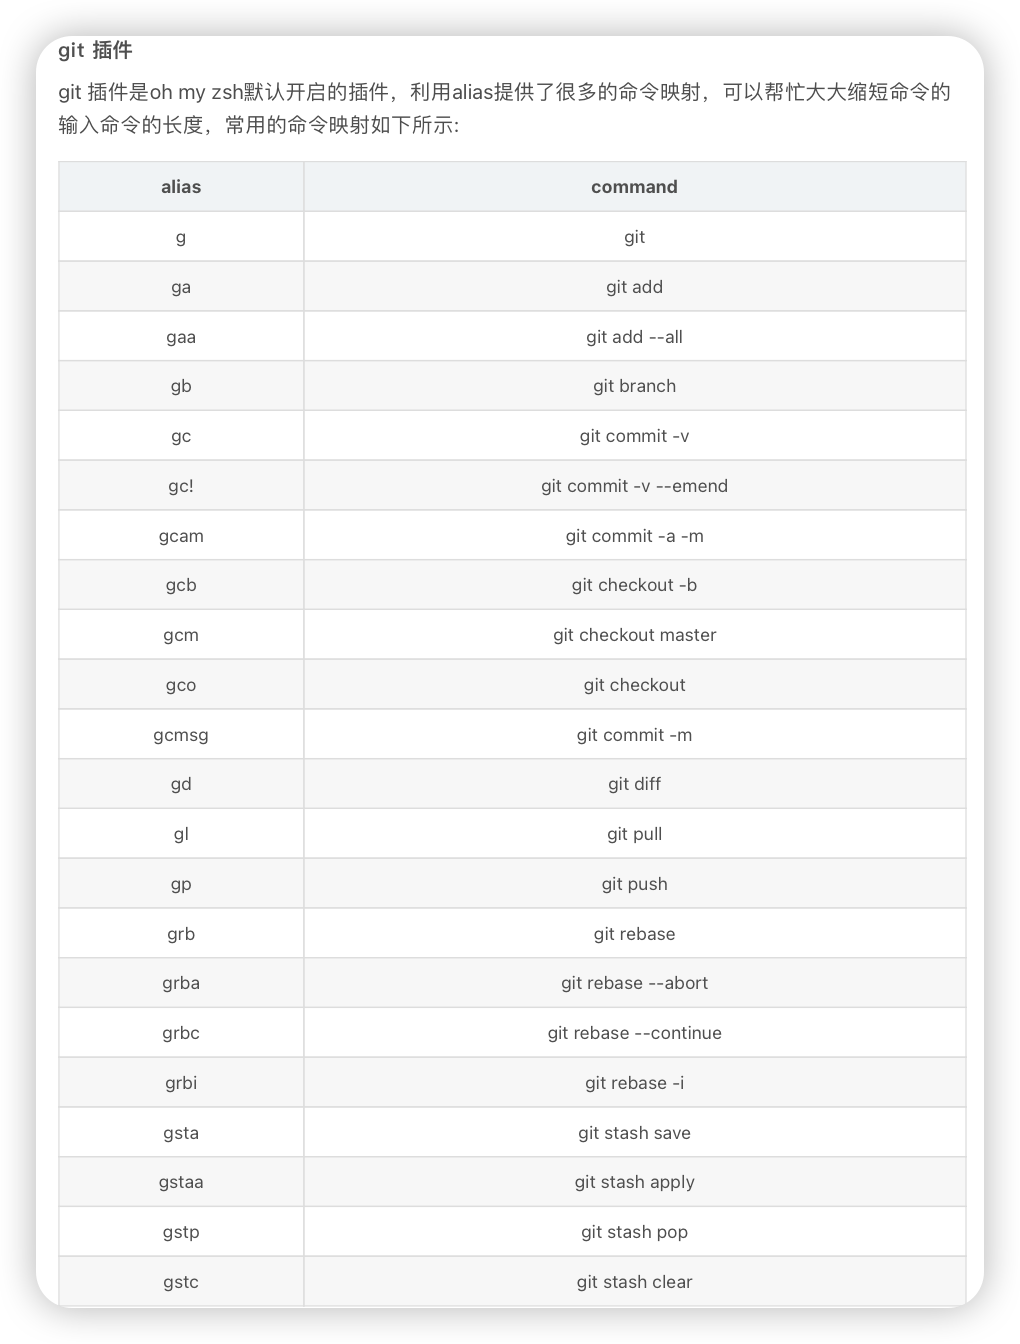 git 插件
git 插件是oh my zsh默认开启的插件，利用alias提供了很多的命令映射，可以帮忙大大缩短命令的
输入命令的长度，常用的命令映射如下所示:
alias command
g git
ga git add
gaa git add --all
gb git branch
gc git commit -v
gc! git commit -v --emend
gcam git commit -a -m
gcb git checkout -b
gcm git checkout master
gco git checkout
gcmsg git commit -m
gd git diff
gl git pull
gp git push
grb git rebase
grba git rebase --abort
grbc git rebase --continue
grbi git rebase -i
gsta git stash save
gstaa git stash apply
gstp git stash pop
gstc git stash clear